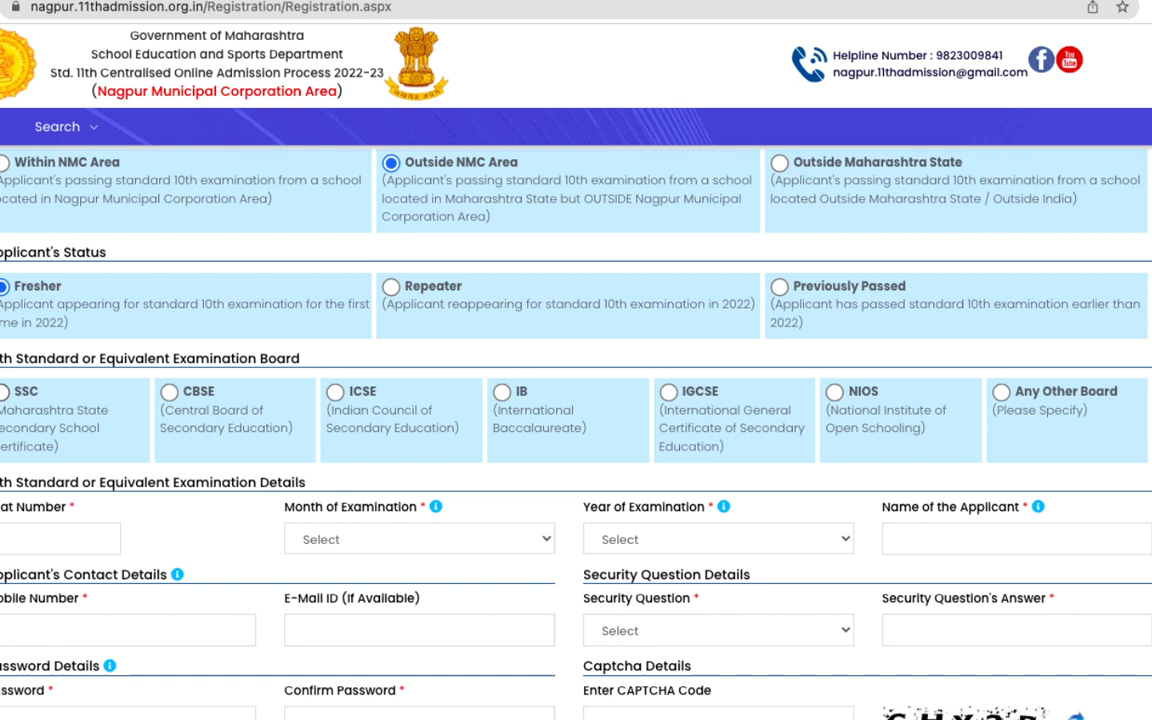 nagpur.11thadmission.org.in/Registration/Registration.aspx
Government of Maharashtra
School Education and Sports Department
Std. 11th Centralised Online Admission Process 2022-23
(Nagpur Municipal Corporation Area)
Helpline Number : 9823009841
nagpur.11thadmission@gmail.com
You
Tube
Search
Within NMC Area
Applicant's passing standard 10th examination from a school
ocated in Nagpur Municipal Corporation Area)
Outside NMC Area
(Applicant's passing standard 10th examination from a school
located in Maharashtra State but OUTSIDE Nagpur Municipal
Corporation Area)
Outside Maharashtra State
(Applicant's passing standard 10th examination from a school
located Outside Maharashtra State / Outside India)
pplicant's Status
Fresher
Applicant appearing for standard 10th examination for the first
me in 2022)
Repeater
(Applicant reappearing for standard 10th examination in 2022)
Previously Passed
(Applicant has passed standard 10th examination earlier than
2022)
th Standard or Equivalent Examination Board
SSC
Maharashtra State
econdary School
ertificate)
CBSE
(Central Board of
Secondary Education)
ICSE
(Indian Council of
Secondary Education)
IB
(International
Baccalaureate)
IGCSE
(International General
Certificate of Secondary
Education)
NIOS
(National Institute of
Open Schooling)
Any Other Board
(Please Specify)
th Standard or Equivalent Examination Details
at Number *
Month of Examination *
Year of Examination *
Name of the Applicant *
Select
Select
pplicant's Contact Details
Security Question Details
obile Number *
E-Mail ID (If Available)
Security Question *
Security Question's Answer *
Select
assword Details
Captcha Details
assword *
Confirm Password *
Enter CAPTCHA Code